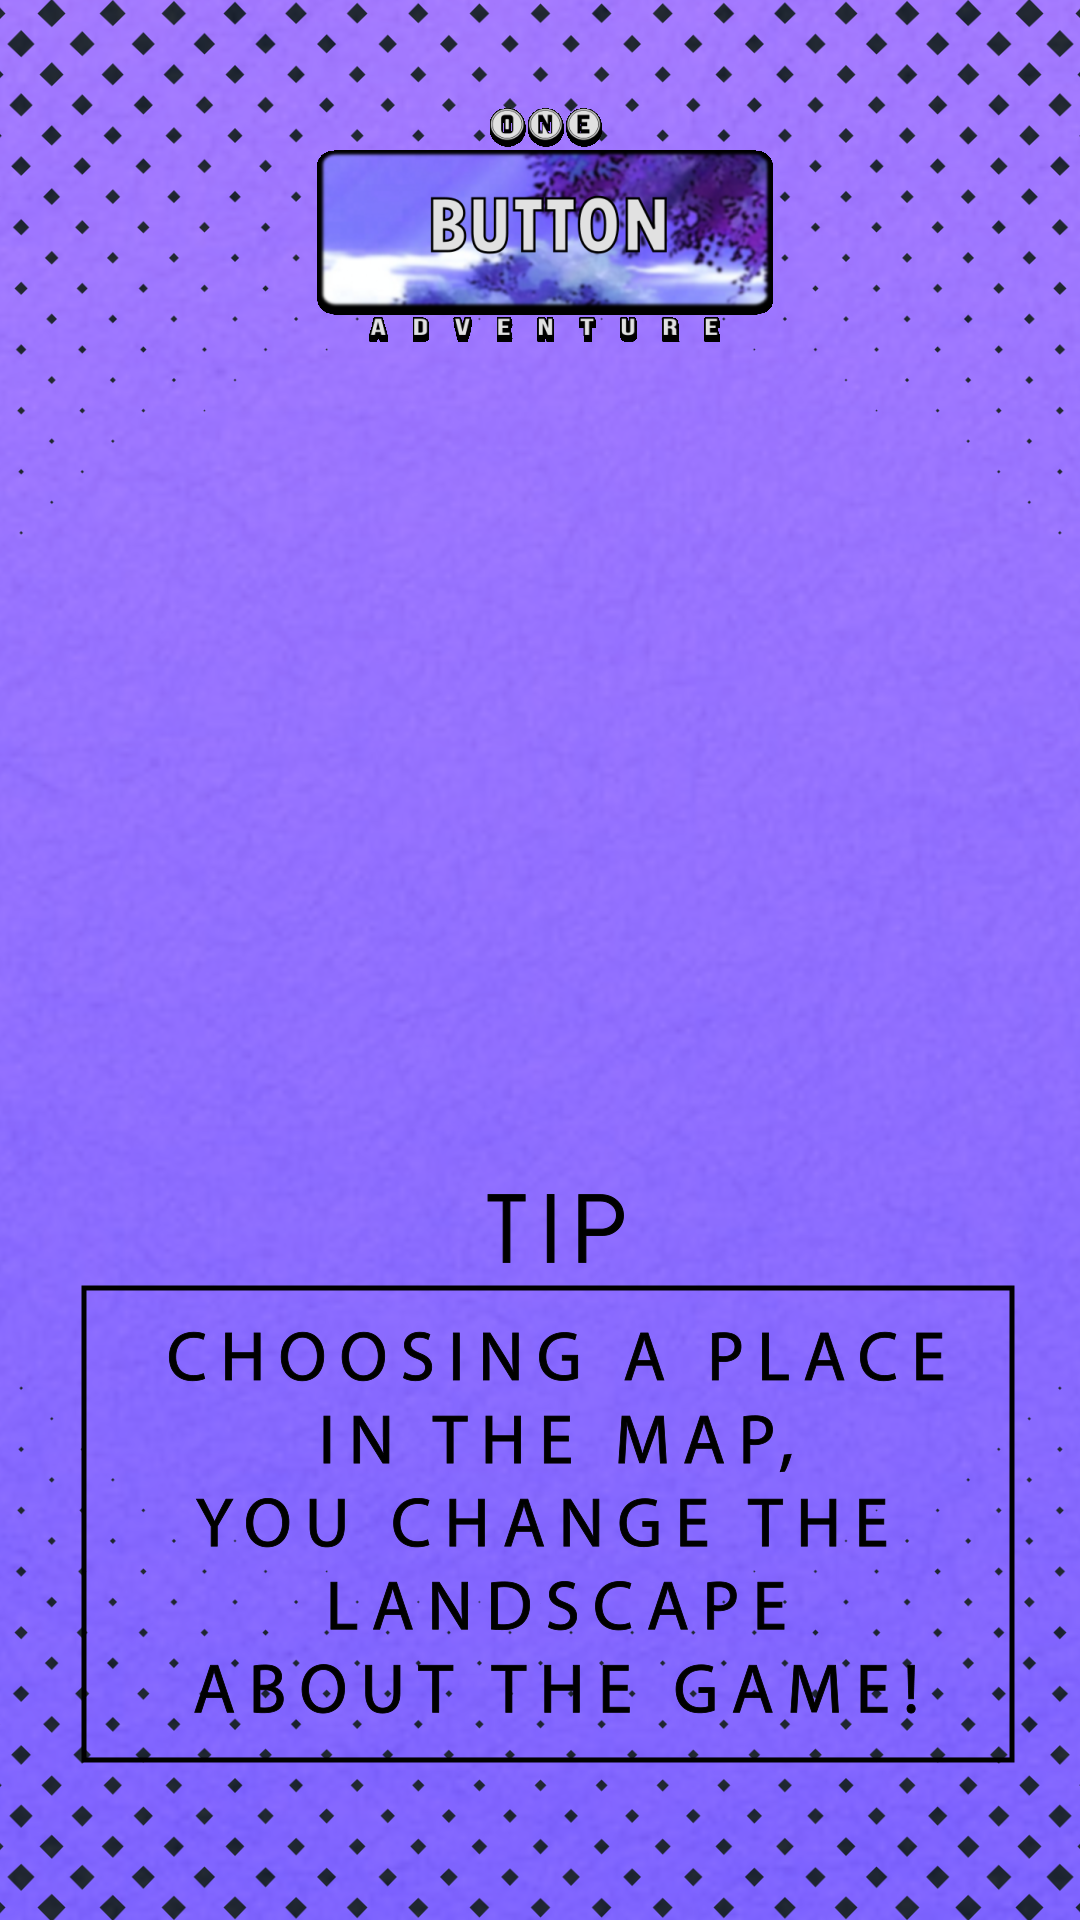 ONE
BUTTON
ADVENTURE
TIP
CHOOSING A PLACE
IN THE MAP,
YOU CHANGE THE
LANDSCAPE
ABOUT THE GAME!